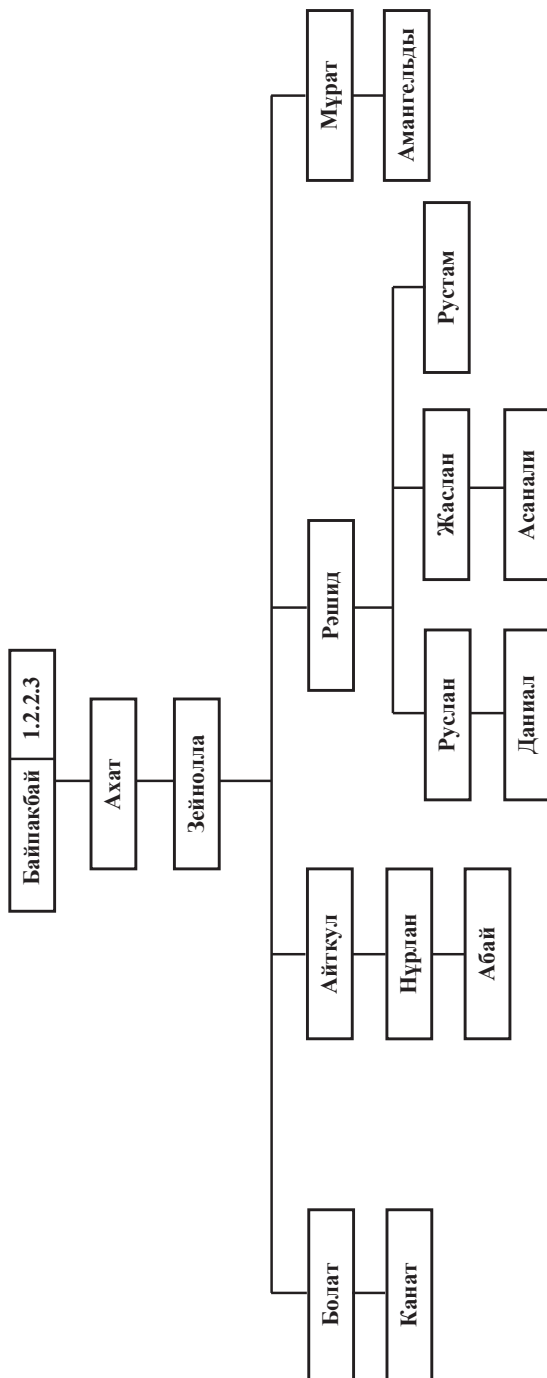 Байпакбай 1.2.2.3
Ахат
Зейнолла
Болат
Айткул
Рәшид
Мұрат
Канат
Нұрлан
Амангельды
Абай
Руслан
Жаслан
Рустам
Даниал
Асанали